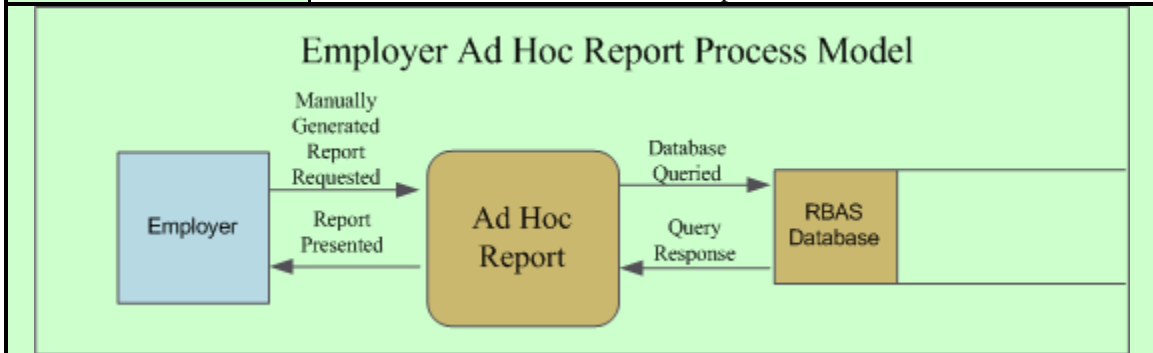 Employer Ad Hoc Report Process Model
Manually
Generated
Report
Requested
Database
Queried
Employer
Ad Hoc
Report
RBAS
Database
Report
Presented
Query
Response